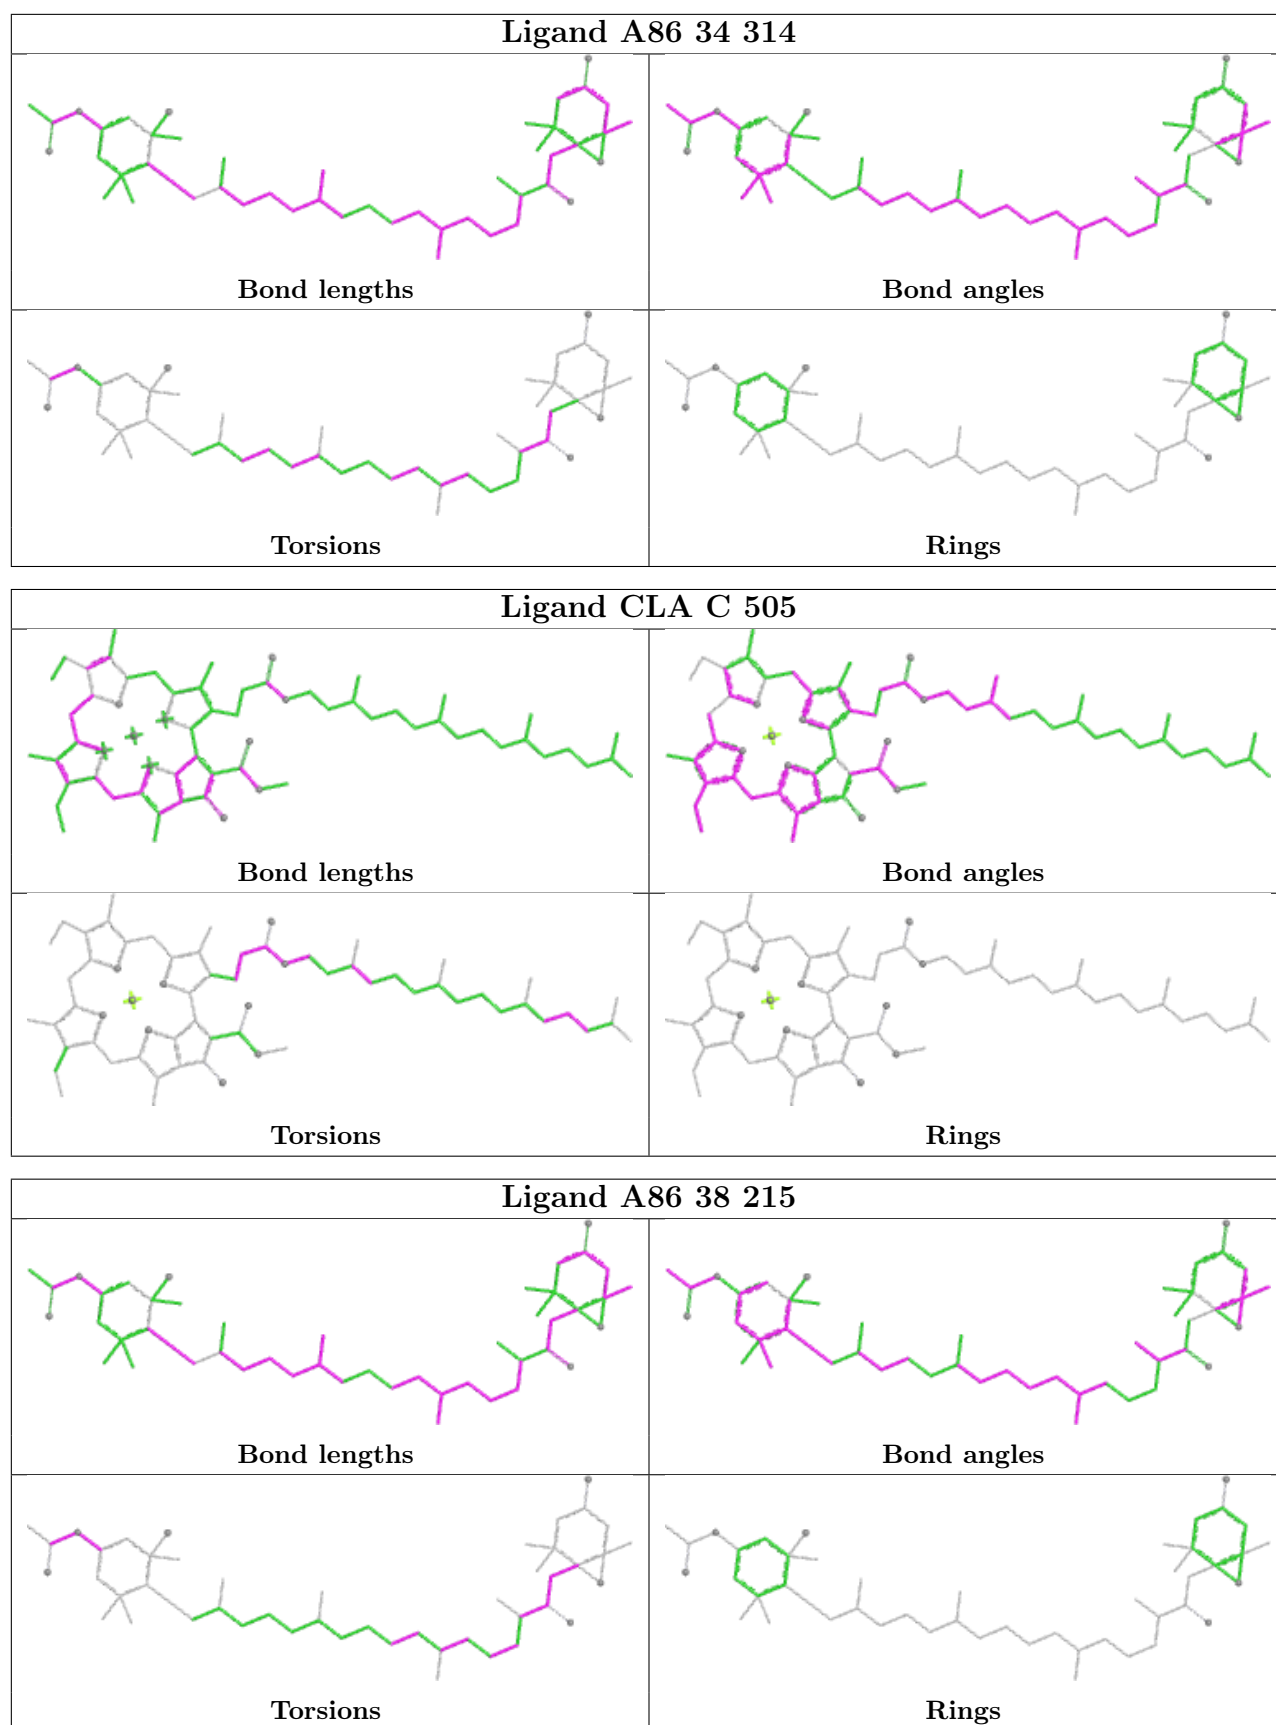 Ligand A86 34 314
Bond lengths
Bond angles
Torsions
Rings
Ligand CLA C 505
Bond lengths
Bond angles
Torsions
Rings
Ligand A86 38 215
Bond lengths
Bond angles
Torsions
Rings